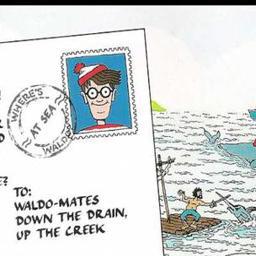 WHERE'S
AT SEA
WALDO
E?
TO:
WALDO-MATES
DOWN THE DRAIN,
UP THE CREEK